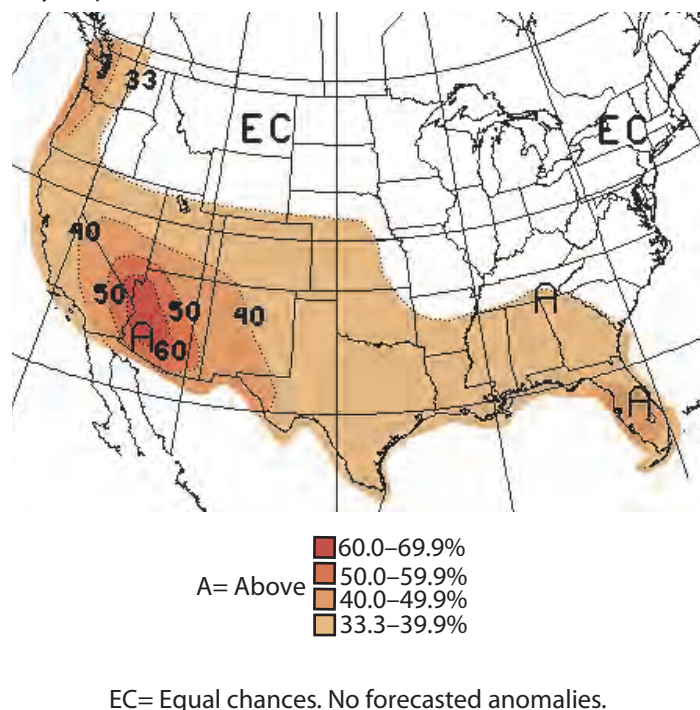 33
EC
EC
40
50
50
40
A
A
60
A
60.0–69.9%
50.0–59.9%
A= Above
40.0–49.9%
33.3–39.9%
EC= Equal chances. No forecasted anomalies.